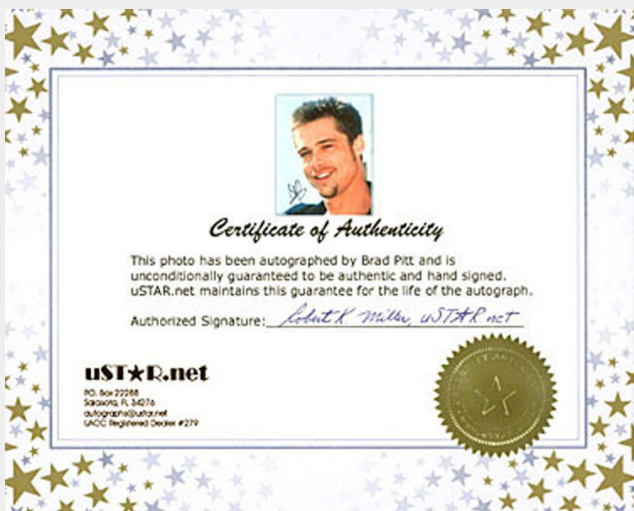 Certificate of Authenticity
This photo has been autographed by Brad Pitt and is
unconditionally guaranteed to be authentic and hand signed.
uSTAR.net maintains this guarantee for the life of the autograph.
Authorized Signature: Robert K Miller, uSTAR net
uST★R.net
P.O. Box 22288
Sarasota, FL 34276
autographs@ustar.net
UACC Registered Dealer #279